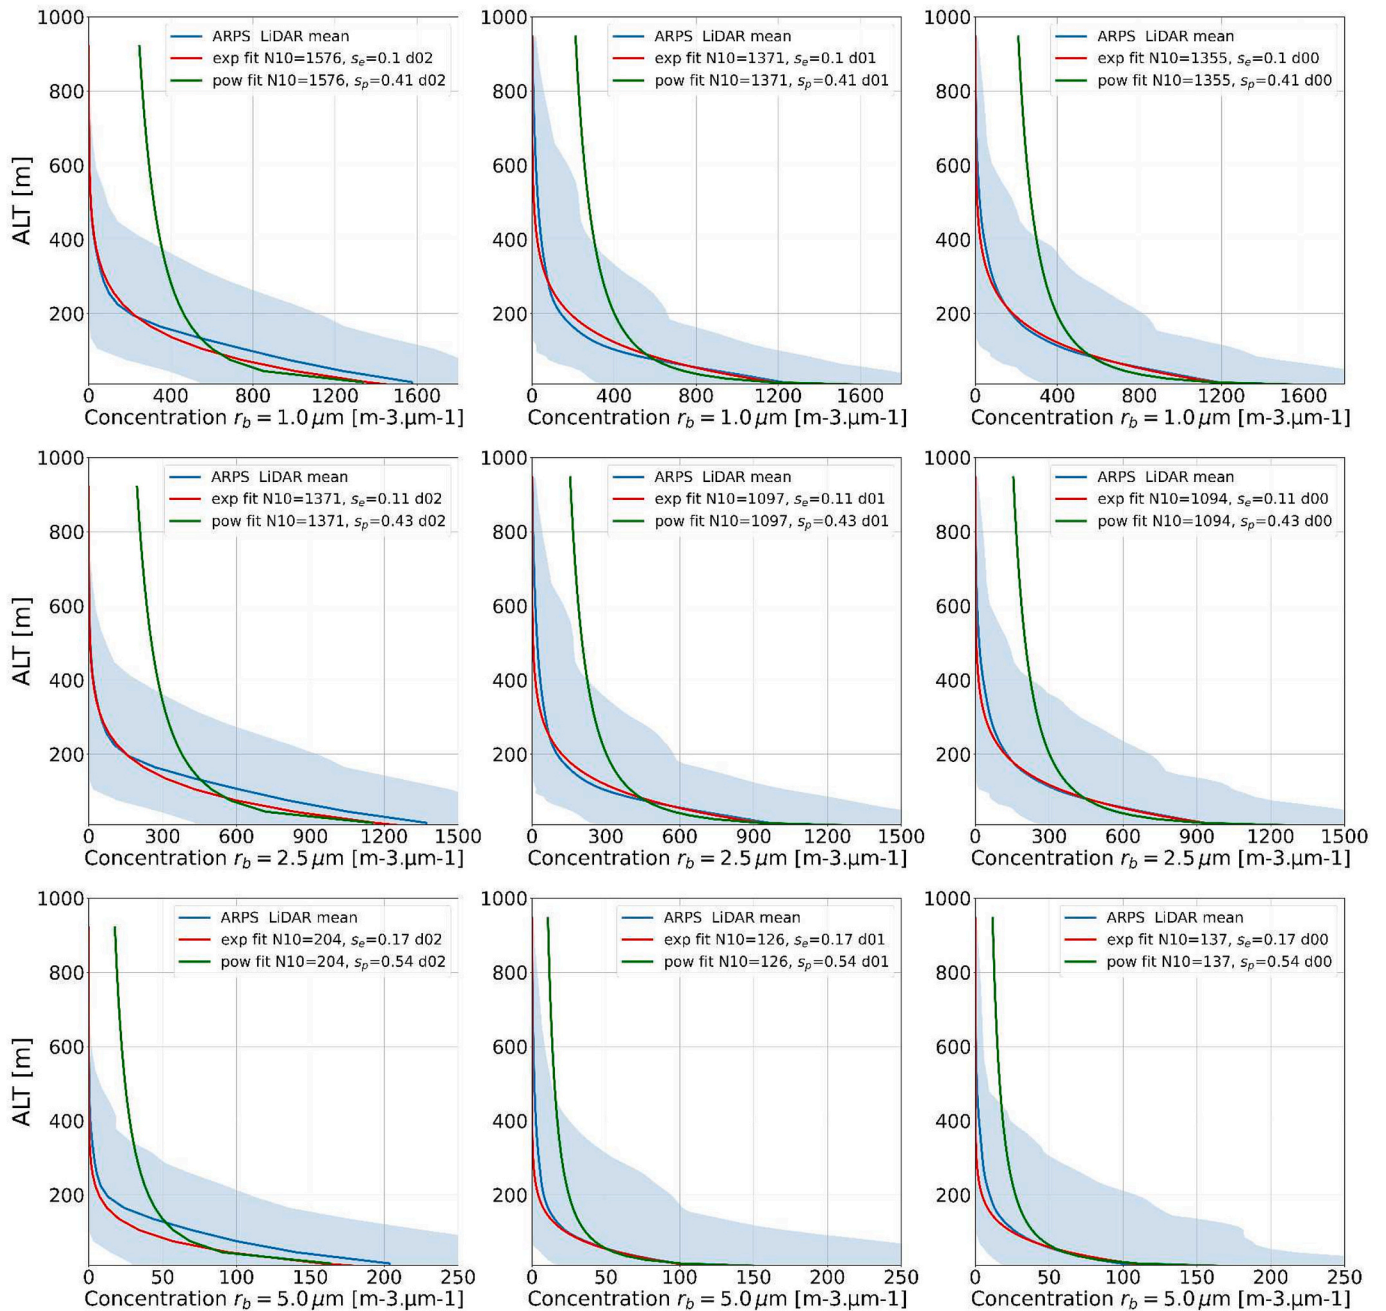 ALT [m]
1000
800
600
400
200
ARPS LiDAR mean
exp fit N10=1576, sₑ=0.1 d02
pow fit N10=1576, sₚ=0.41 d02
0 400 800 1200 1600
Concentration r_b = 1.0 μm [m-3.μm-1]
1000
800
600
400
200
ARPS LiDAR mean
exp fit N10=1371, sₑ=0.1 d01
pow fit N10=1371, sₚ=0.41 d01
0 400 800 1200 1600
Concentration r_b = 1.0 μm [m-3.μm-1]
1000
800
600
400
200
ARPS LiDAR mean
exp fit N10=1355, sₑ=0.1 d00
pow fit N10=1355, sₚ=0.41 d00
0 400 800 1200 1600
Concentration r_b = 1.0 μm [m-3.μm-1]
ALT [m]
1000
800
600
400
200
ARPS LiDAR mean
exp fit N10=1371, sₑ=0.11 d02
pow fit N10=1371, sₚ=0.43 d02
0 300 600 900 1200 1500
Concentration r_b = 2.5 μm [m-3.μm-1]
1000
800
600
400
200
ARPS LiDAR mean
exp fit N10=1097, sₑ=0.11 d01
pow fit N10=1097, sₚ=0.43 d01
0 300 600 900 1200 1500
Concentration r_b = 2.5 μm [m-3.μm-1]
1000
800
600
400
200
ARPS LiDAR mean
exp fit N10=1094, sₑ=0.11 d00
pow fit N10=1094, sₚ=0.43 d00
0 300 600 900 1200 1500
Concentration r_b = 2.5 μm [m-3.μm-1]
ALT [m]
1000
800
600
400
200
ARPS LiDAR mean
exp fit N10=204, sₑ=0.17 d02
pow fit N10=204, sₚ=0.54 d02
0 50 100 150 200 250
Concentration r_b = 5.0 μm [m-3.μm-1]
1000
800
600
400
200
ARPS LiDAR mean
exp fit N10=126, sₑ=0.17 d01
pow fit N10=126, sₚ=0.54 d01
0 50 100 150 200 250
Concentration r_b = 5.0 μm [m-3.μm-1]
1000
800
600
400
200
ARPS LiDAR mean
exp fit N10=137, sₑ=0.17 d00
pow fit N10=137, sₚ=0.54 d00
0 50 100 150 200 250
Concentration r_b = 5.0 μm [m-3.μm-1]